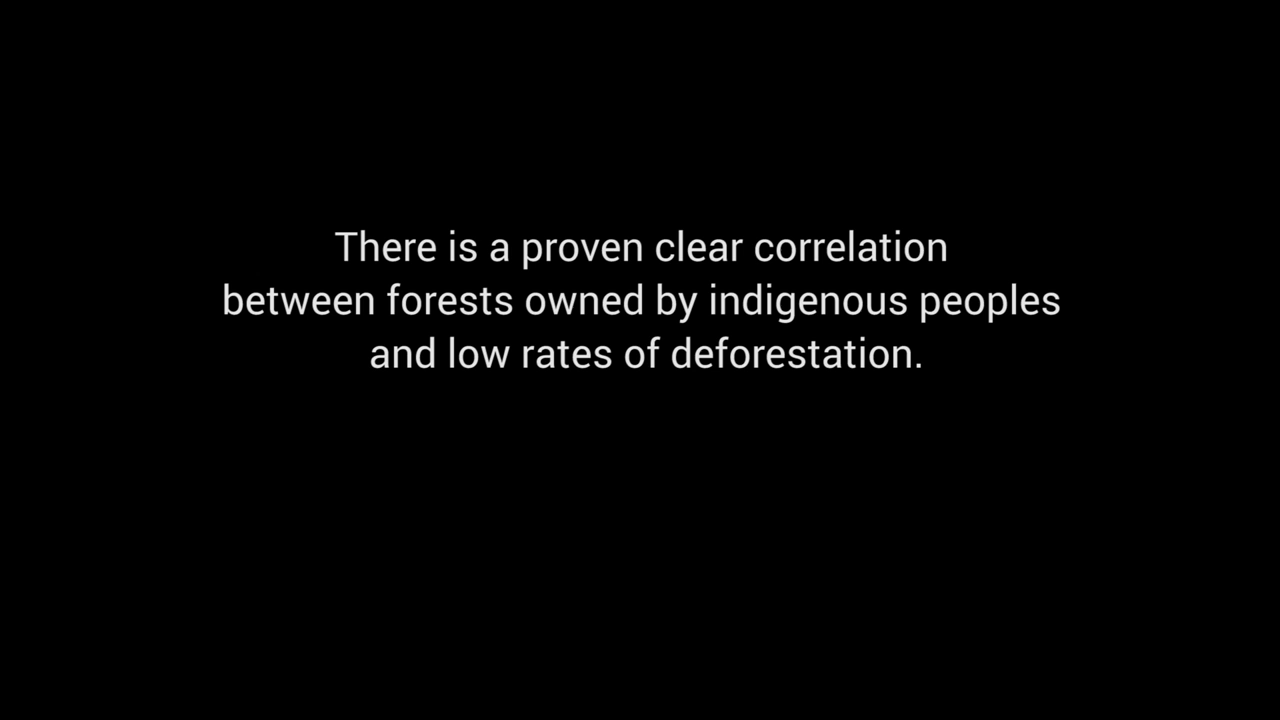 There is a proven clear correlation
between forests owned by indigenous peoples
and low rates of deforestation.